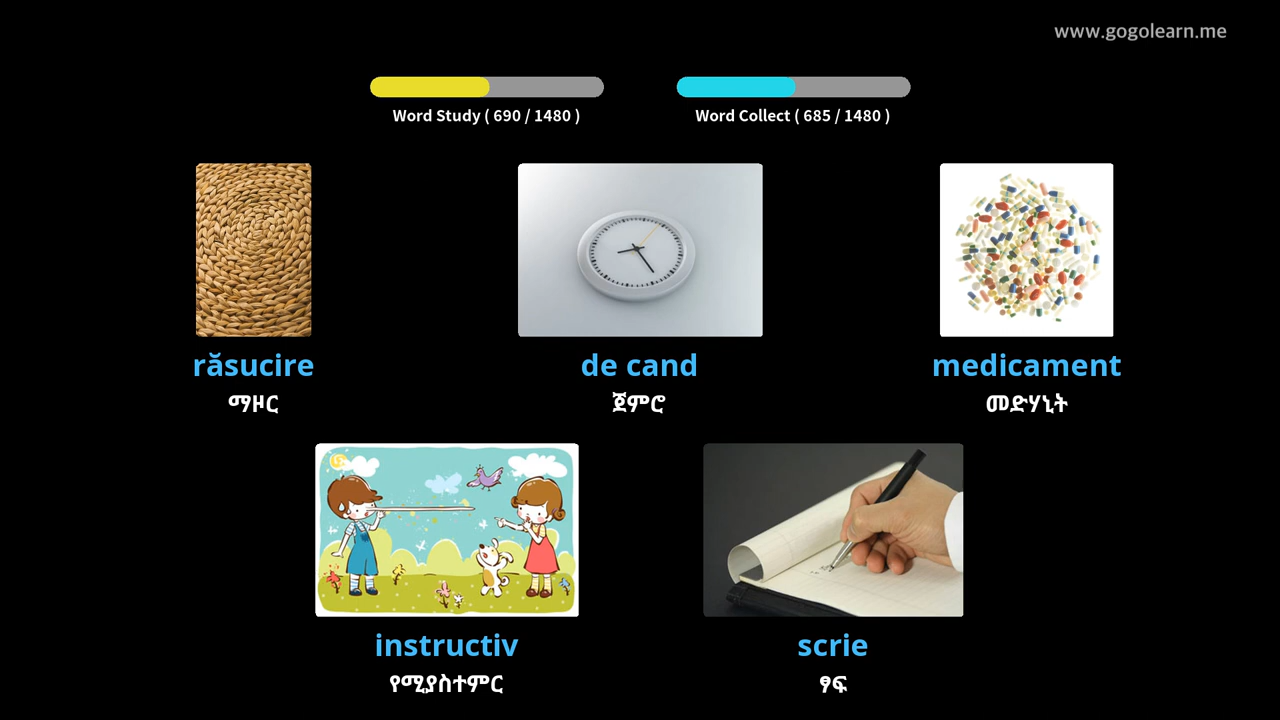 www.gogolearn.me
Word Study ( 690 / 1480 )
Word Collect ( 685 / 1480 )
răsucire
de cand
medicament
ማዞር
ጀምሮ
መድሃኒት
instructiv
scrie
የሚያስተምር
ፃፍ